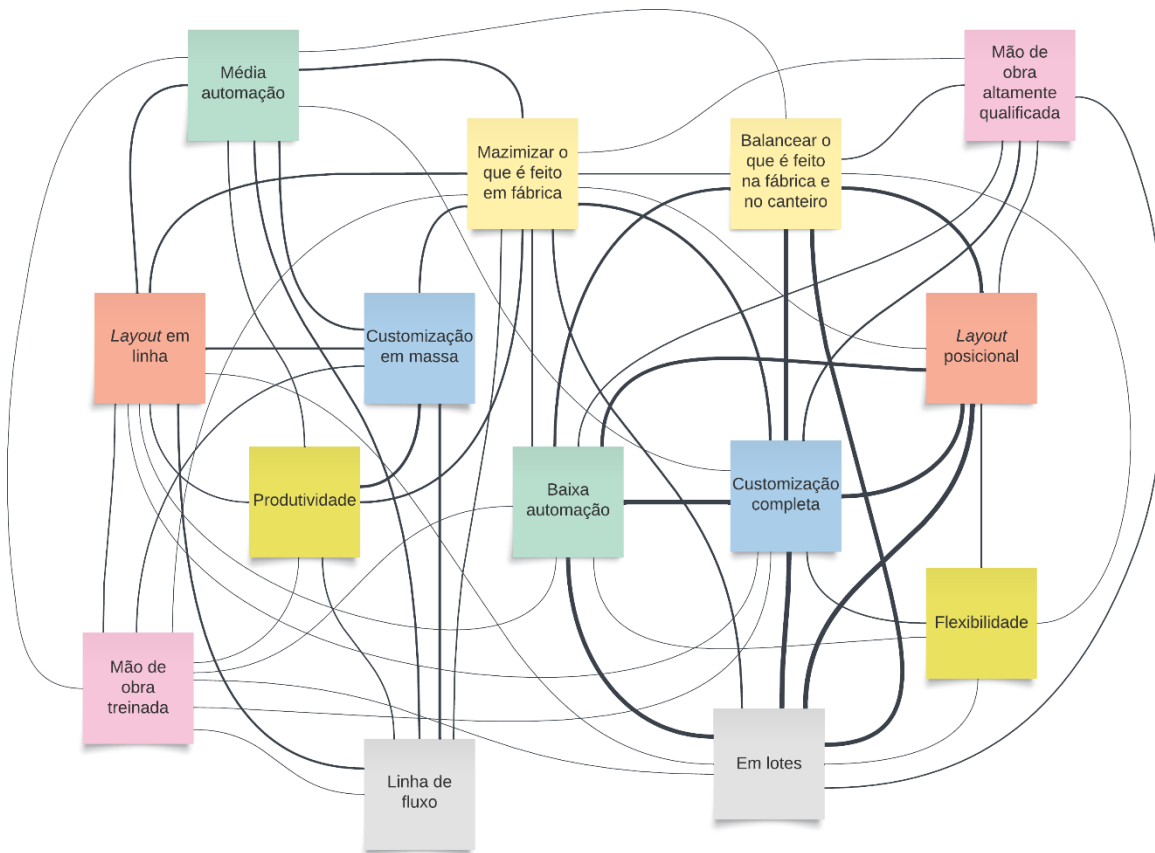 Média
automação
Mão de
obra
altamente
qualificada
Mazimizar o
que é feito
em fábrica
Balancear o
que é feito
na fábrica e
no canteiro
Layout em
linha
Customização
em massa
Layout
posicional
Produtividade
Baixa
automação
Customização
completa
Flexibilidade
Mão de
obra
treinada
Linha de
fluxo
Em lotes